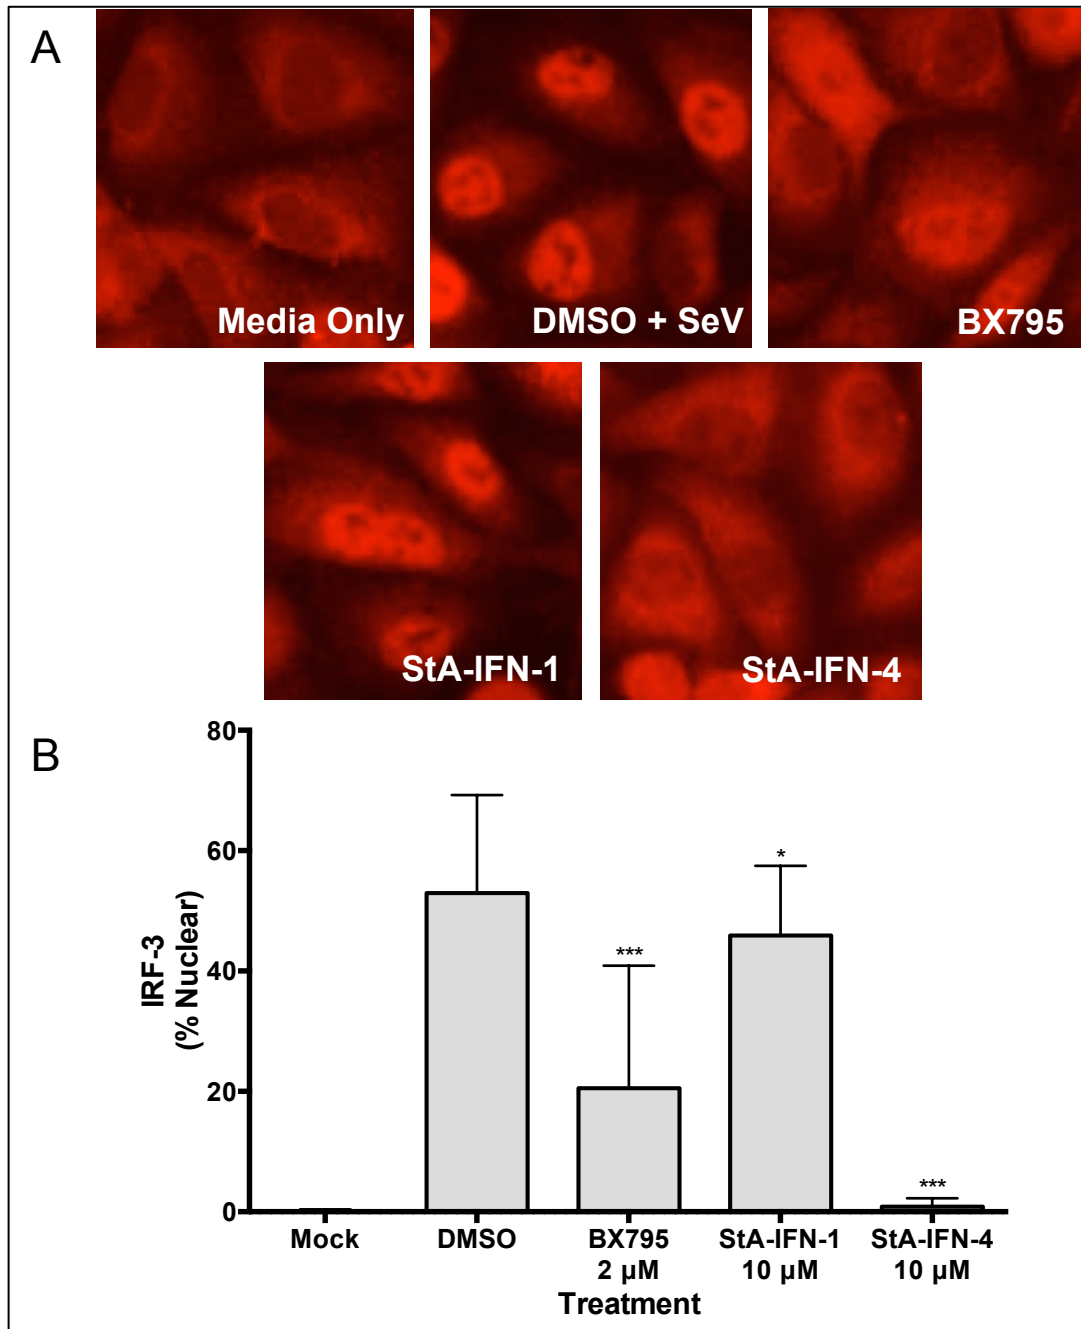 A
Media Only
DMSO + SeV
BX795
StA-IFN-1
StA-IFN-4
B
80
60
40
20
0
IRF-3
(% Nuclear)
***
*
***
Mock
DMSO
BX795
2 µM
StA-IFN-1
10 µM
StA-IFN-4
10 µM
Treatment